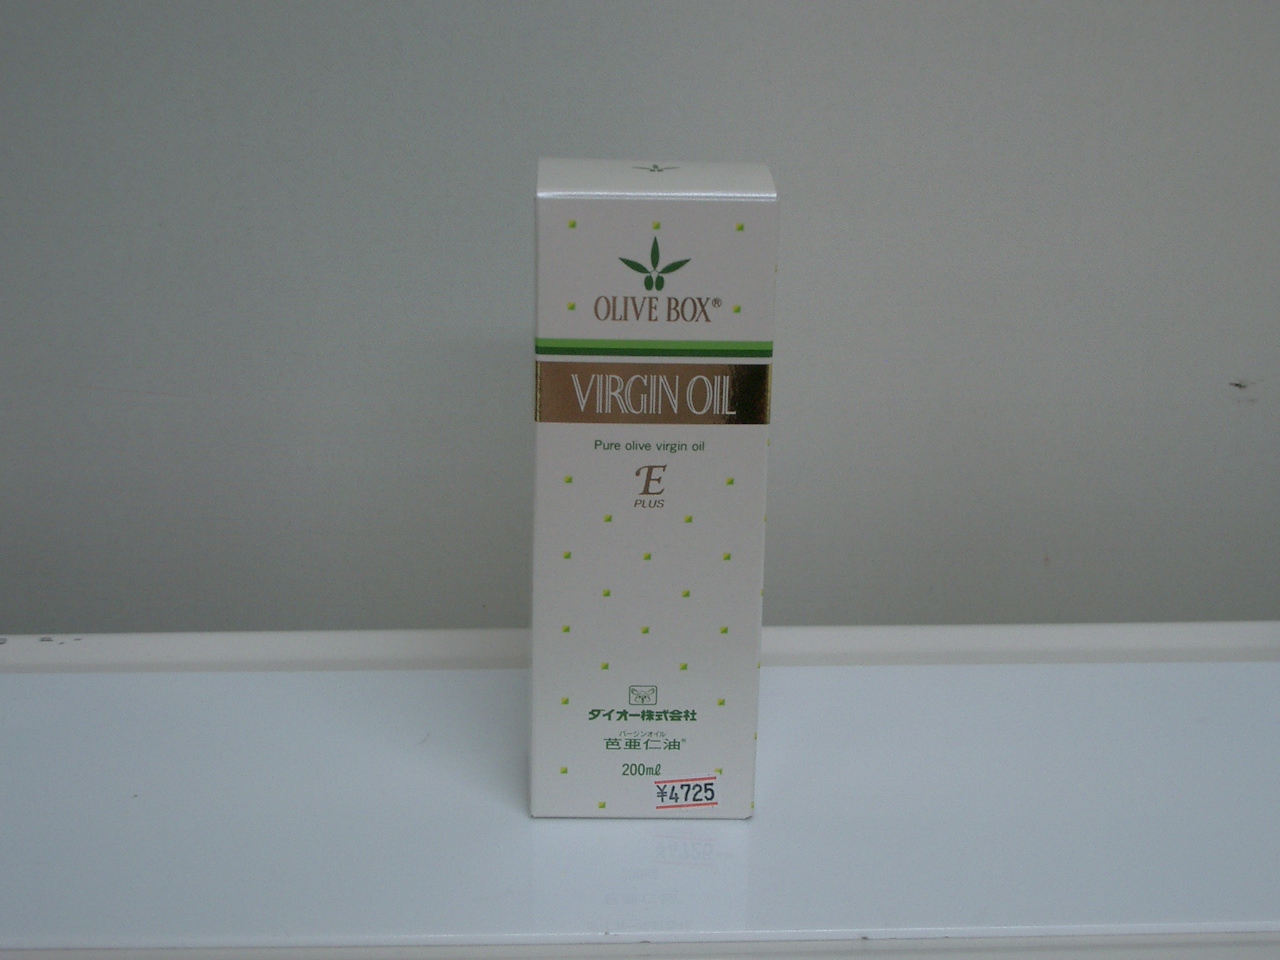 OLIVE BOX®
VIRGIN OIL
Pure olive virgin oil
E
PLUS
ダイオー株式会社
バージンオイル
芭亜仁油®
200mℓ
¥4725